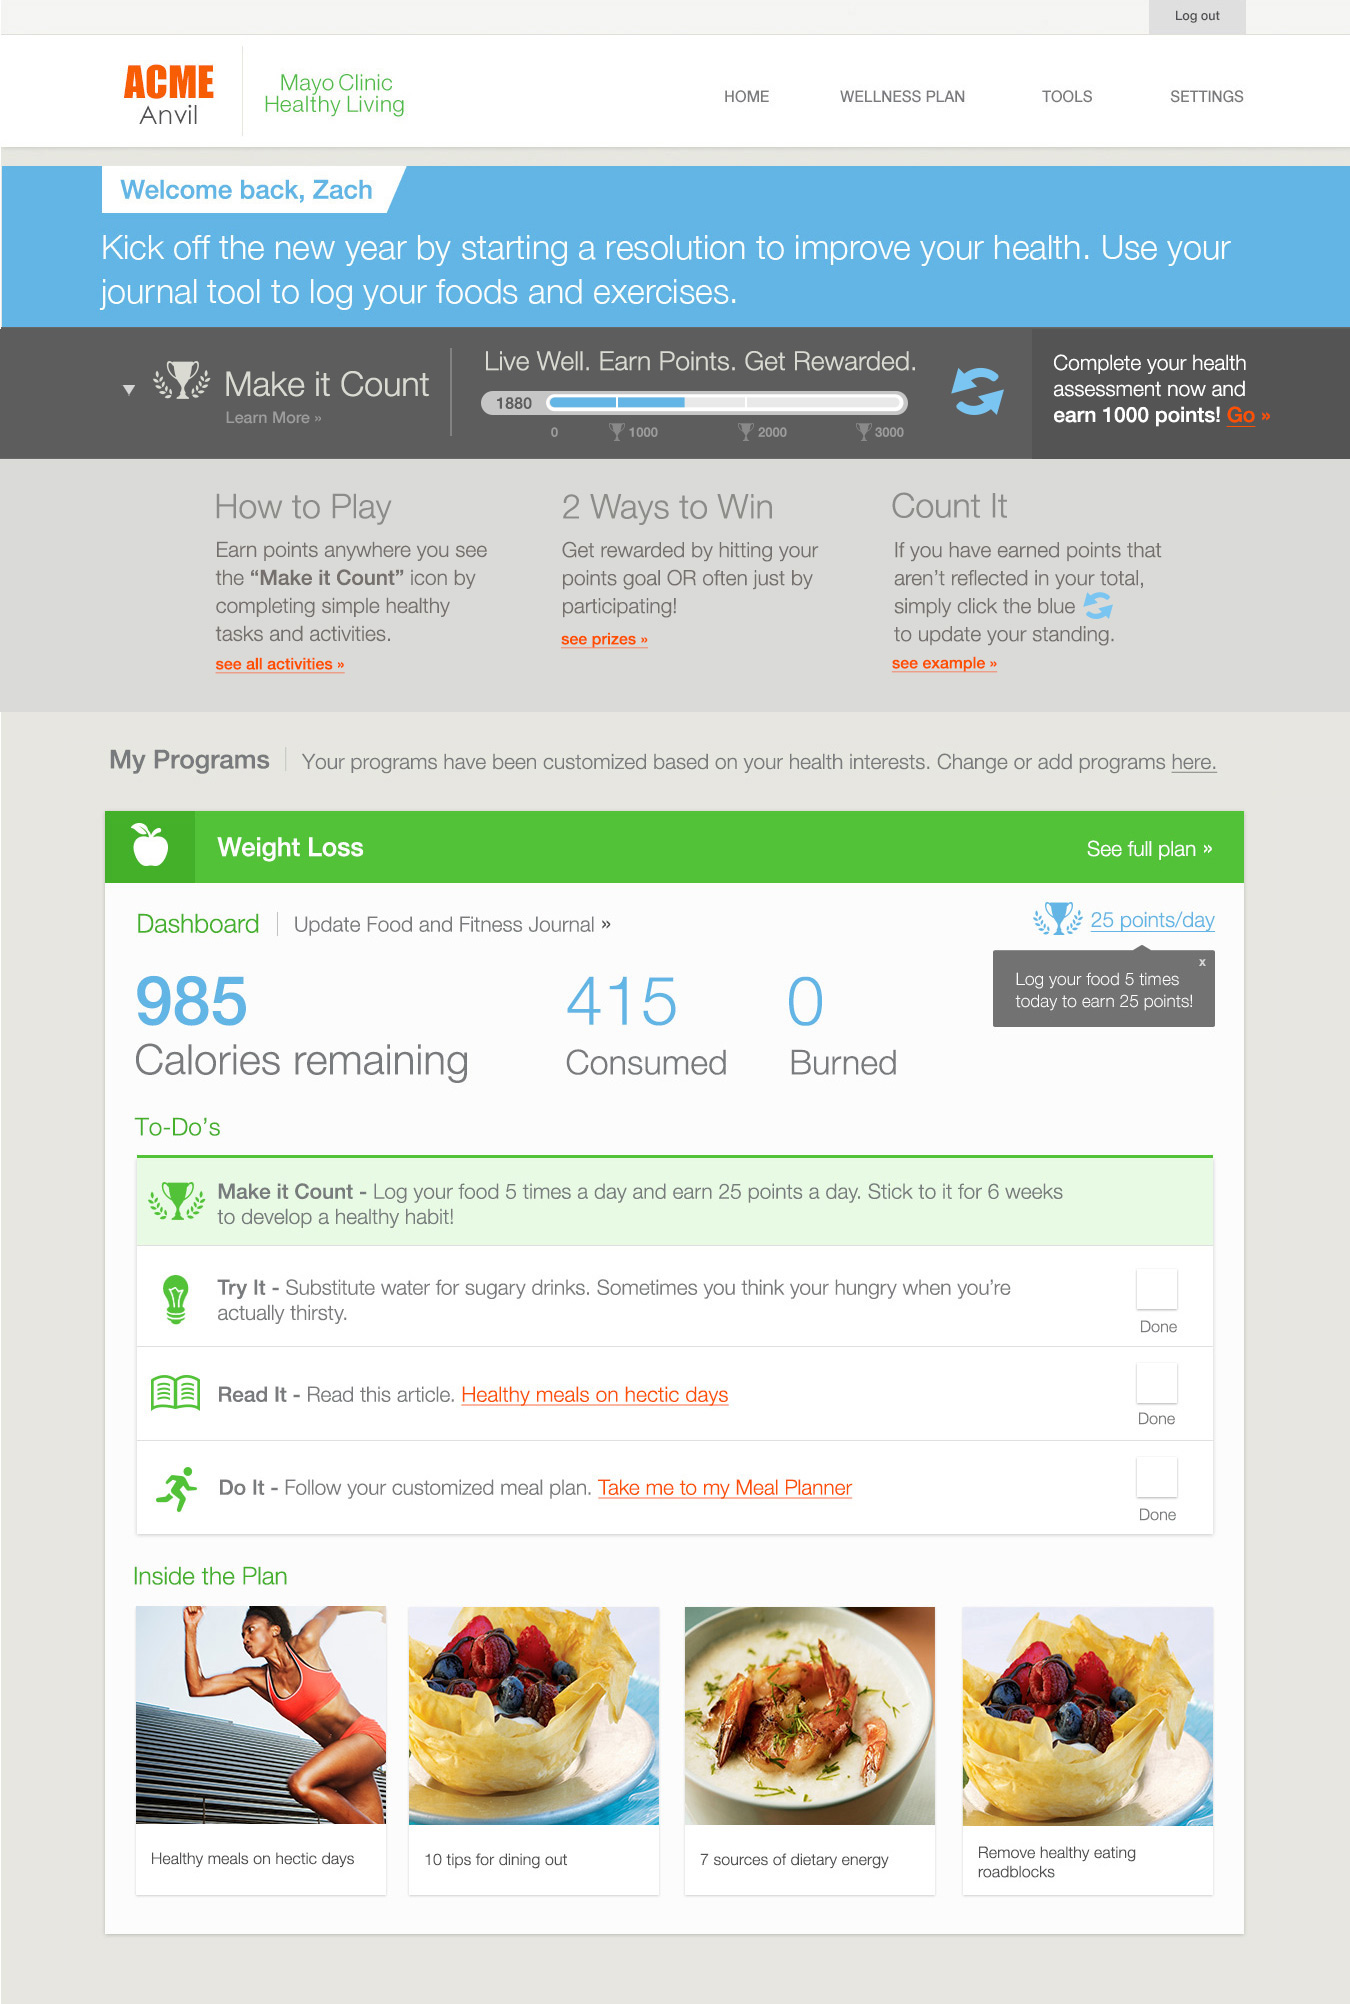 Log out
ACME
Anvil
Mayo Clinic
Healthy Living
HOME
WELLNESS PLAN
TOOLS
SETTINGS
Welcome back, Zach
Kick off the new year by starting a resolution to improve your health. Use your
journal tool to log your foods and exercises.
Make it Count
Learn More »
Live Well. Earn Points. Get Rewarded.
1880
0
1000
2000
3000
Complete your health
assessment now and
earn 1000 points! Go »
How to Play
Earn points anywhere you see
the “Make it Count” icon by
completing simple healthy
tasks and activities.
see all activities »
2 Ways to Win
Get rewarded by hitting your
points goal OR often just by
participating!
see prizes »
Count It
If you have earned points that
aren’t reflected in your total,
simply click the blue
to update your standing.
see example »
My Programs
Your programs have been customized based on your health interests. Change or add programs here.
Weight Loss
See full plan »
Dashboard
Update Food and Fitness Journal »
25 points/day
x
Log your food 5 times
today to earn 25 points!
985
Calories remaining
415
Consumed
0
Burned
To-Do’s
Make it Count - Log your food 5 times a day and earn 25 points a day. Stick to it for 6 weeks
to develop a healthy habit!
Try It - Substitute water for sugary drinks. Sometimes you think your hungry when you’re
actually thirsty.
Done
Read It - Read this article. Healthy meals on hectic days
Done
Do It - Follow your customized meal plan. Take me to my Meal Planner
Done
Inside the Plan
Healthy meals on hectic days
10 tips for dining out
7 sources of dietary energy
Remove healthy eating
roadblocks